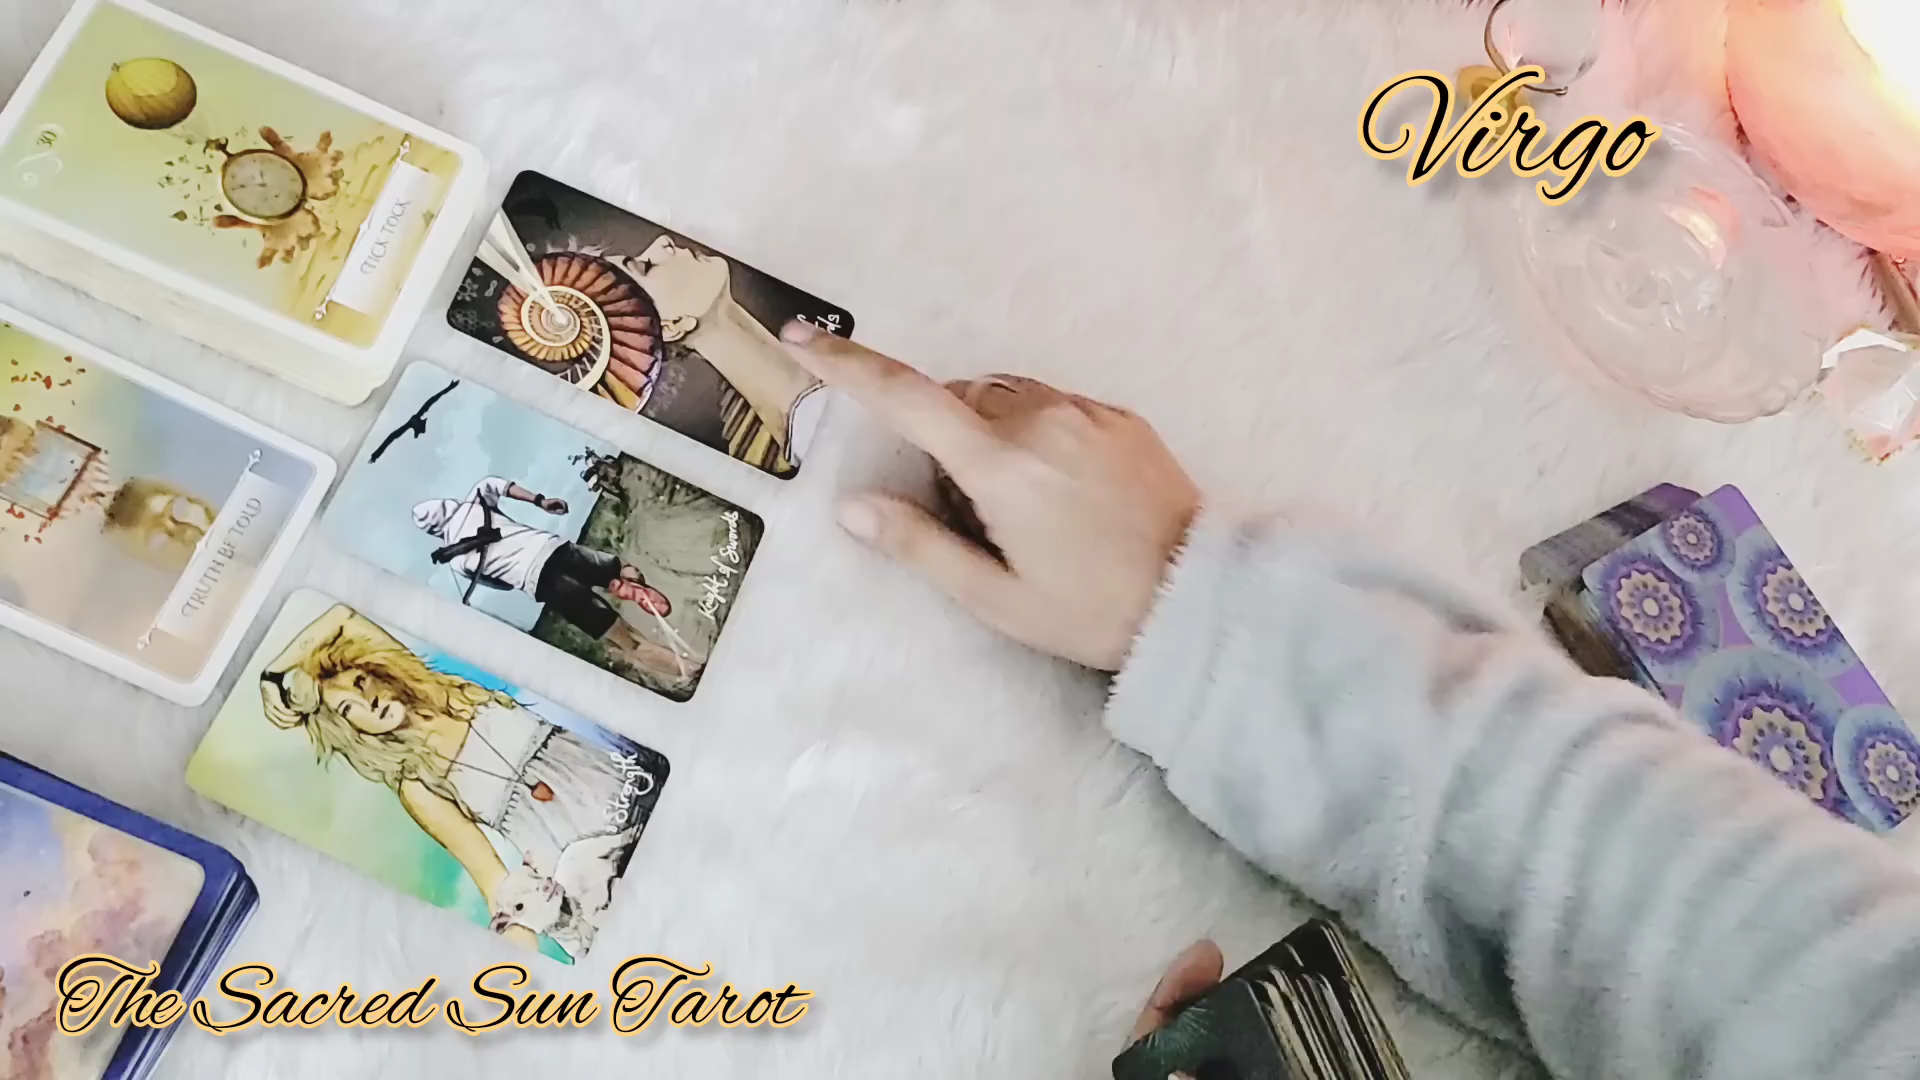 Virgo
30
TICK TOCK
TRUTH BE TOLD
Knight of Swords
Strength
The Sacred Sun Tarot